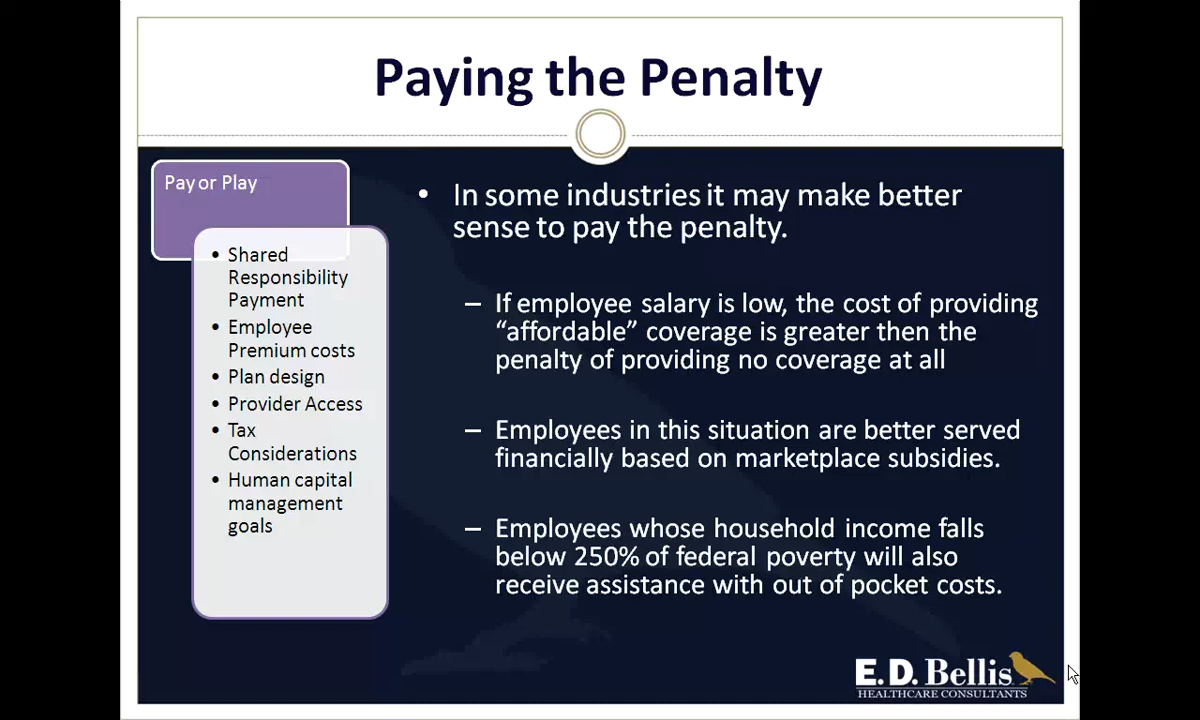 Paying the Penalty
Pay or Play
• Shared
Responsibility
Payment
• Employee
Premium costs
• Plan design
• Provider Access
• Tax
Considerations
• Human capital
management
goals
• In some industries it may make better
sense to pay the penalty.
– If employee salary is low, the cost of providing
“affordable” coverage is greater then the
penalty of providing no coverage at all
– Employees in this situation are better served
financially based on marketplace subsidies.
– Employees whose household income falls
below 250% of federal poverty will also
receive assistance with out of pocket costs.
E.D. Bellis
HEALTHCARE CONSULTANTS